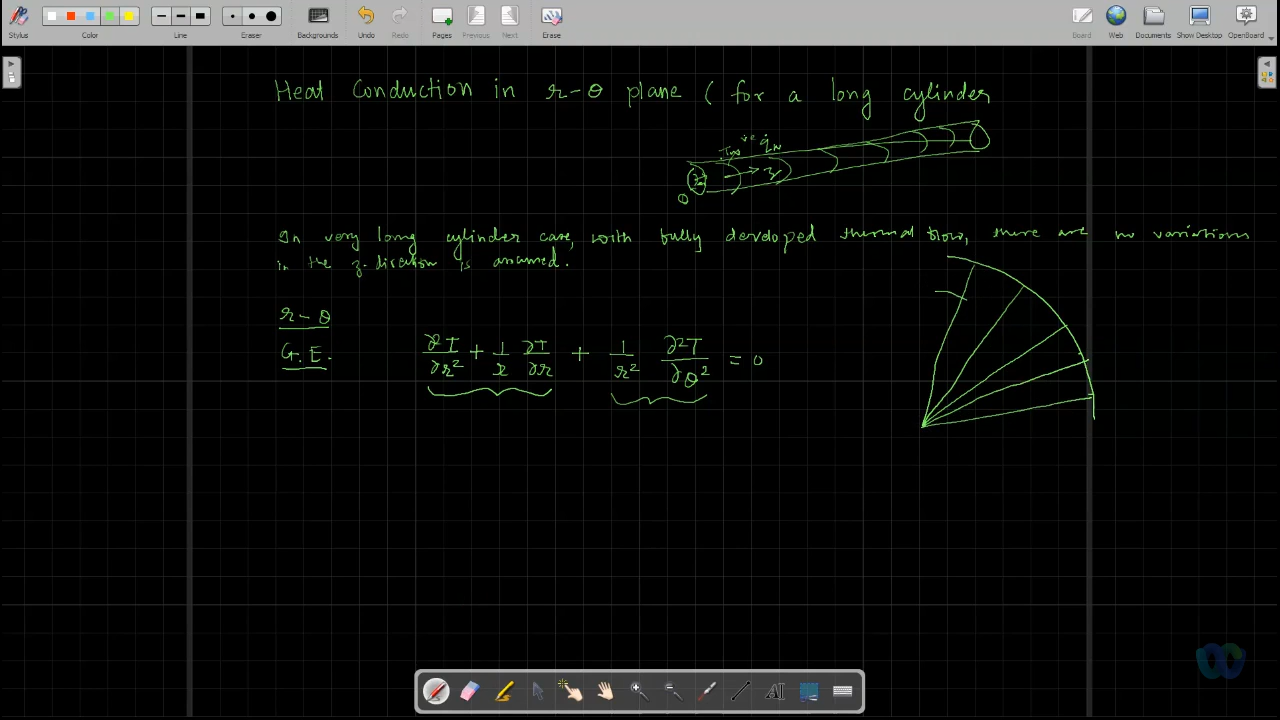 Stylus
Color
Line
Eraser
Backgrounds
Undo
Redo
Pages
Previous
Next
Erase
Board
Web
Documents
Show Desktop
OpenBoard
Heat Conduction in r-θ plane ( for a long cylinder
T∞ q̇w
z
0
In very long cylinder case, with fully developed thermal flow, there are no variations
in the z-direction is assumed.
r-θ
G.E. ∂²T/∂r² + 1/r ∂T/∂r + 1/r² ∂²T/∂θ² = 0